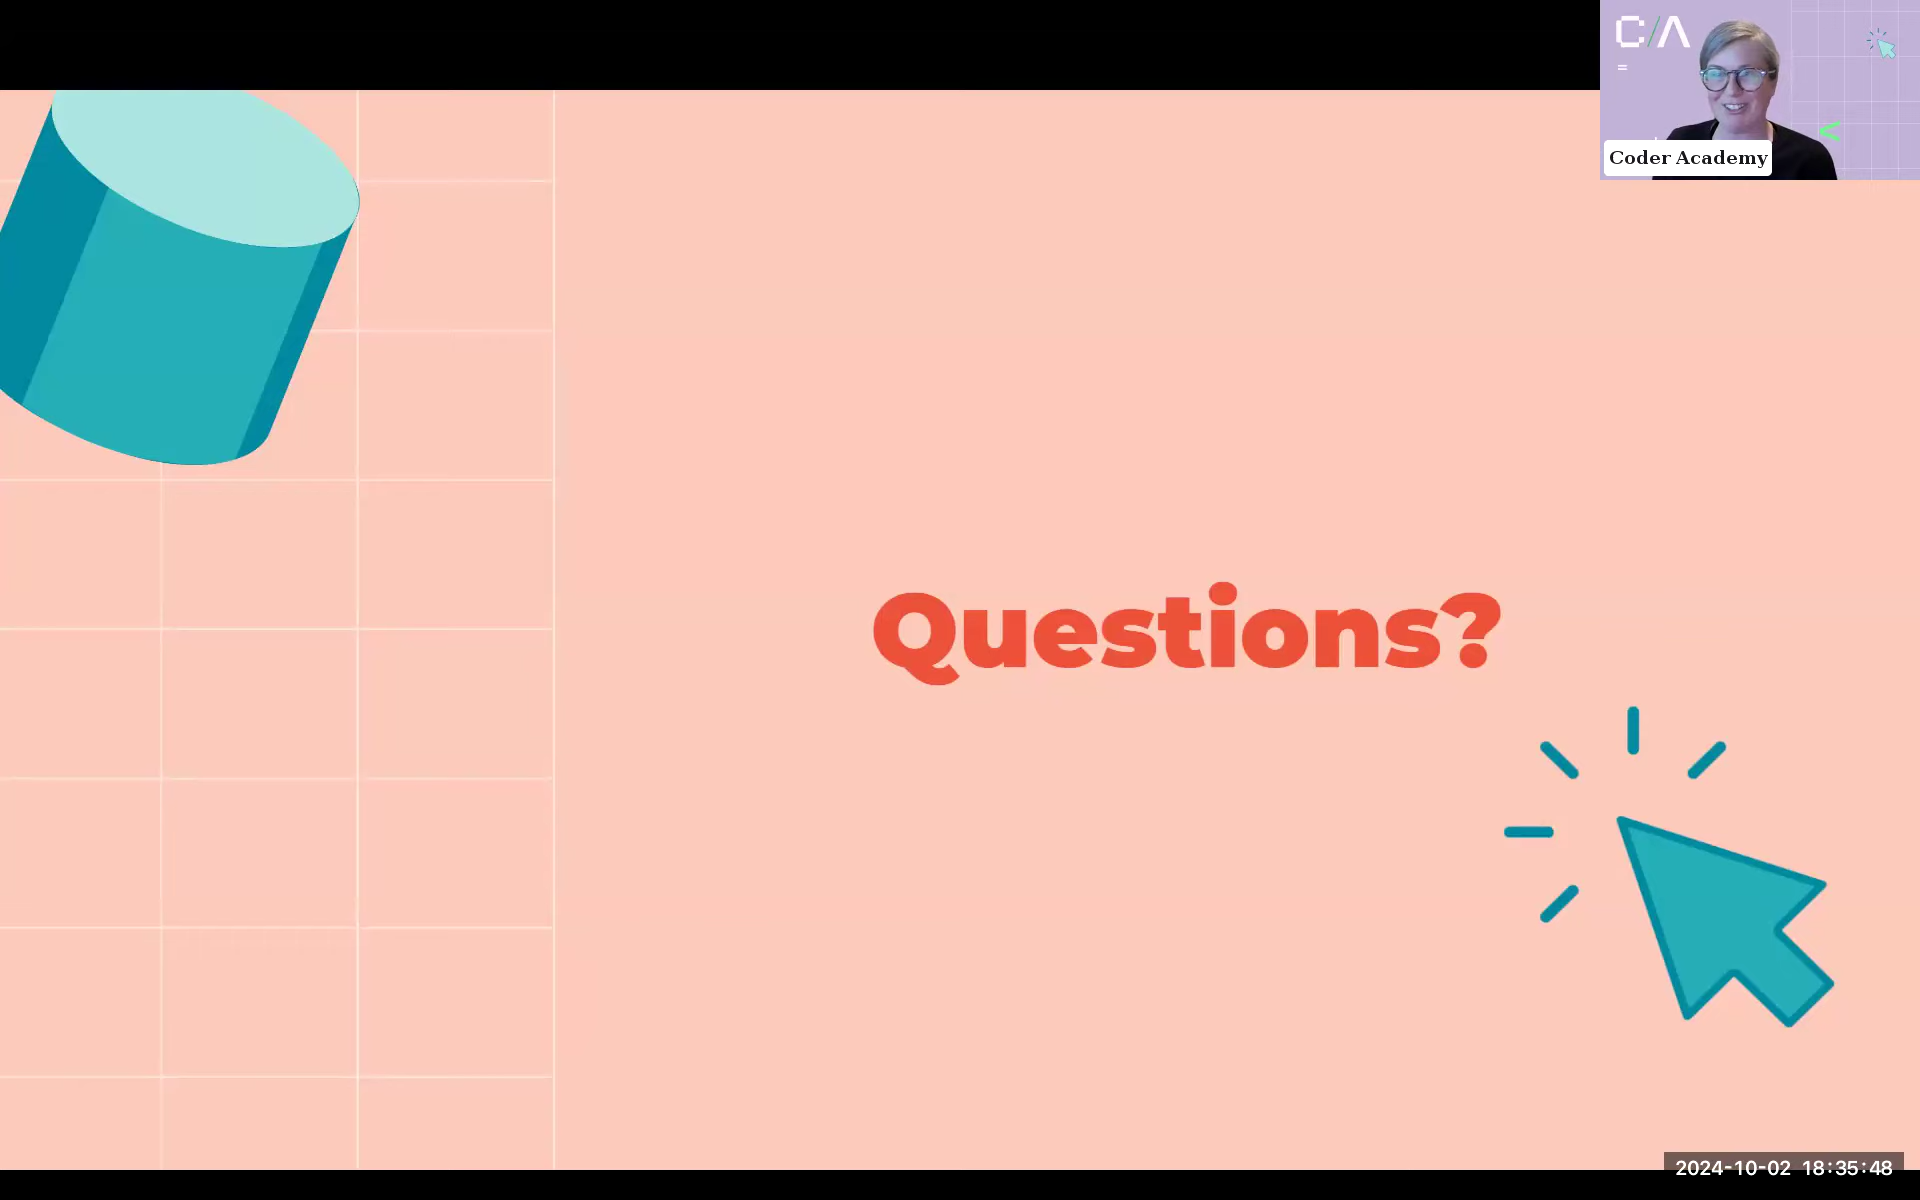 C/Λ
=
<
Coder Academy
Questions?
2024-10-02 18:35:48